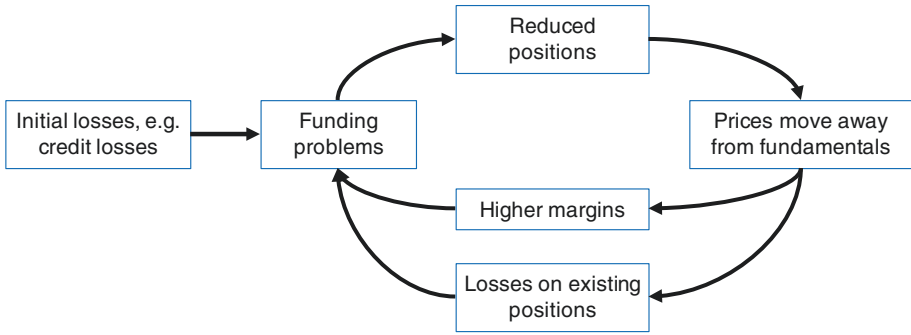 Reduced
positions
Initial losses, e.g.
credit losses
Funding
problems
Prices move away
from fundamentals
Higher margins
Losses on existing
positions